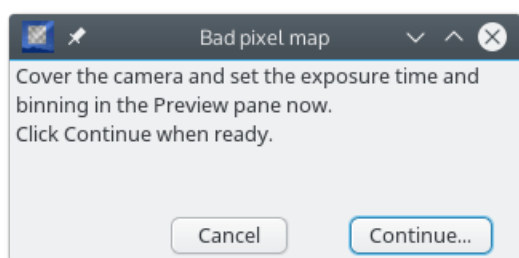 Bad pixel map
Cover the camera and set the exposure time and
binning in the Preview pane now.
Click Continue when ready.
Cancel
Continue...